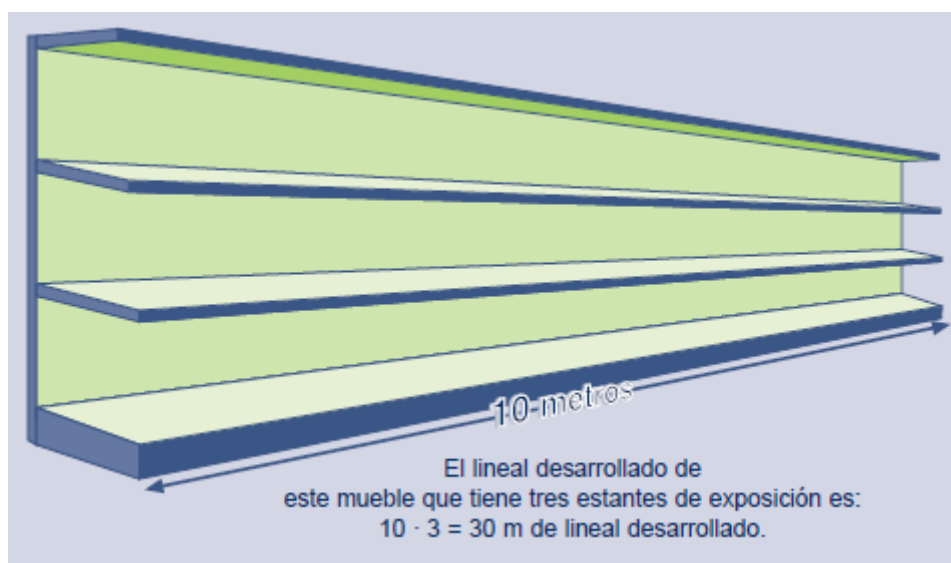 10 metros
El lineal desarrollado de
este mueble que tiene tres estantes de exposición es:
10 · 3 = 30 m de lineal desarrollado.